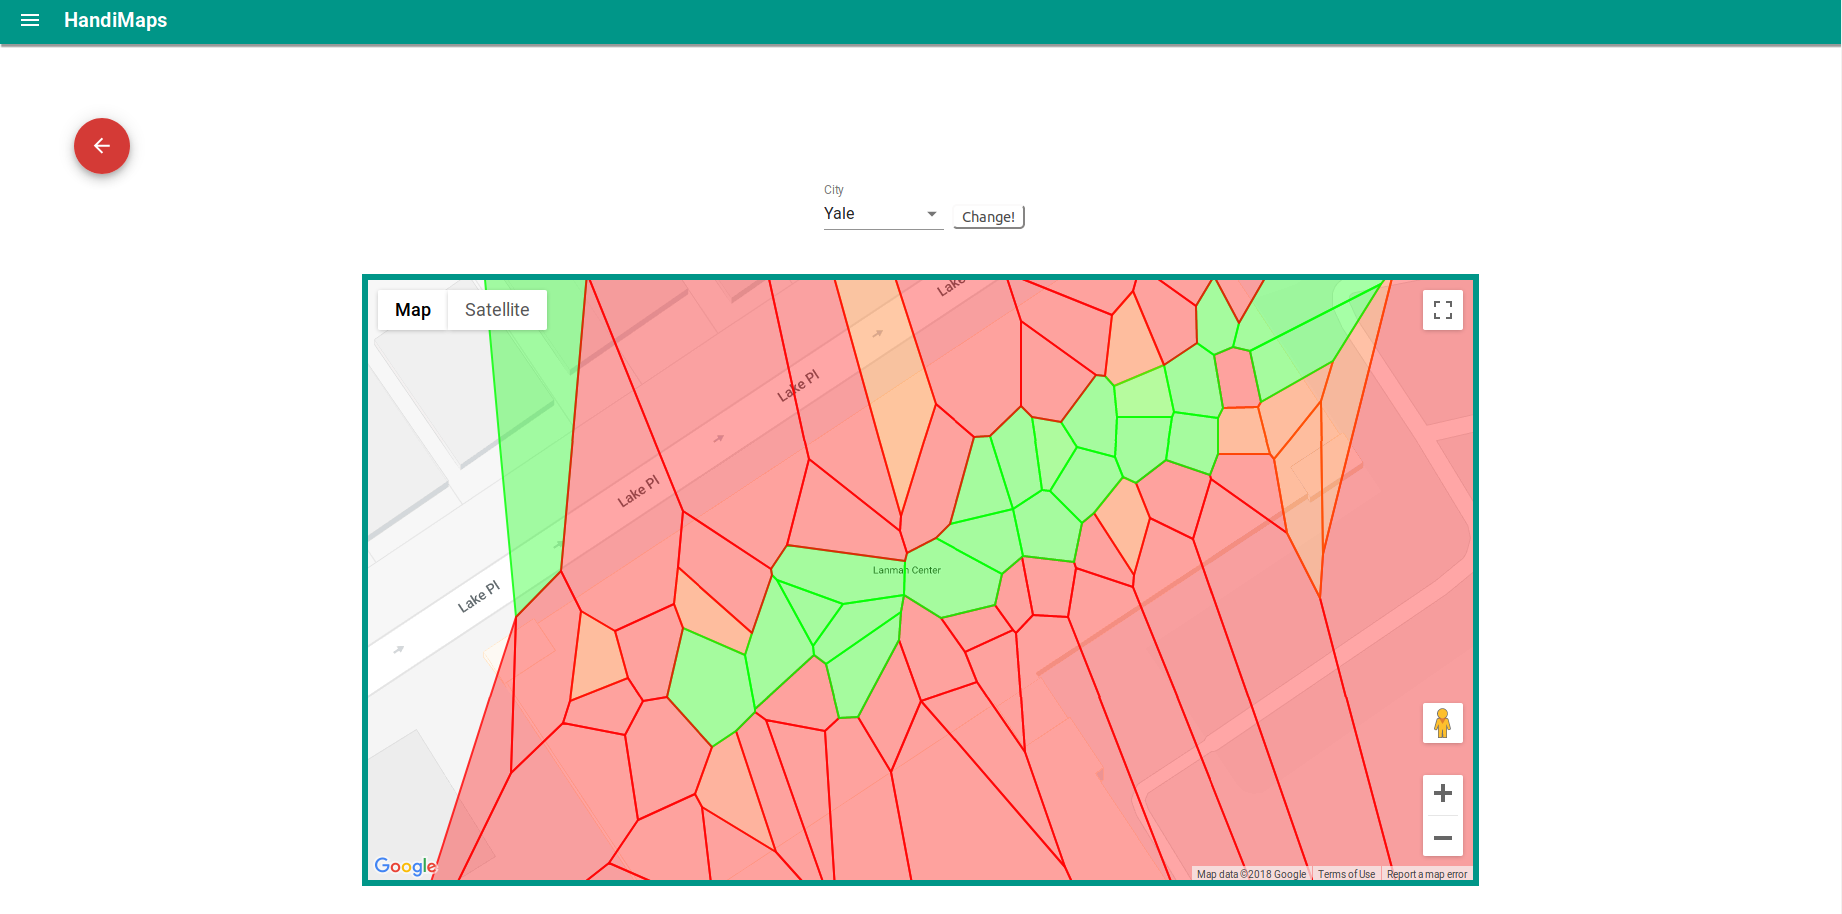 HandiMaps
City
Yale
Change!
Map
Satellite
Lake
Lake Pl
Lake Pl
Lanman Center
Lake Pl
Google
Map data ©2018 Google
Terms of Use
Report a map error